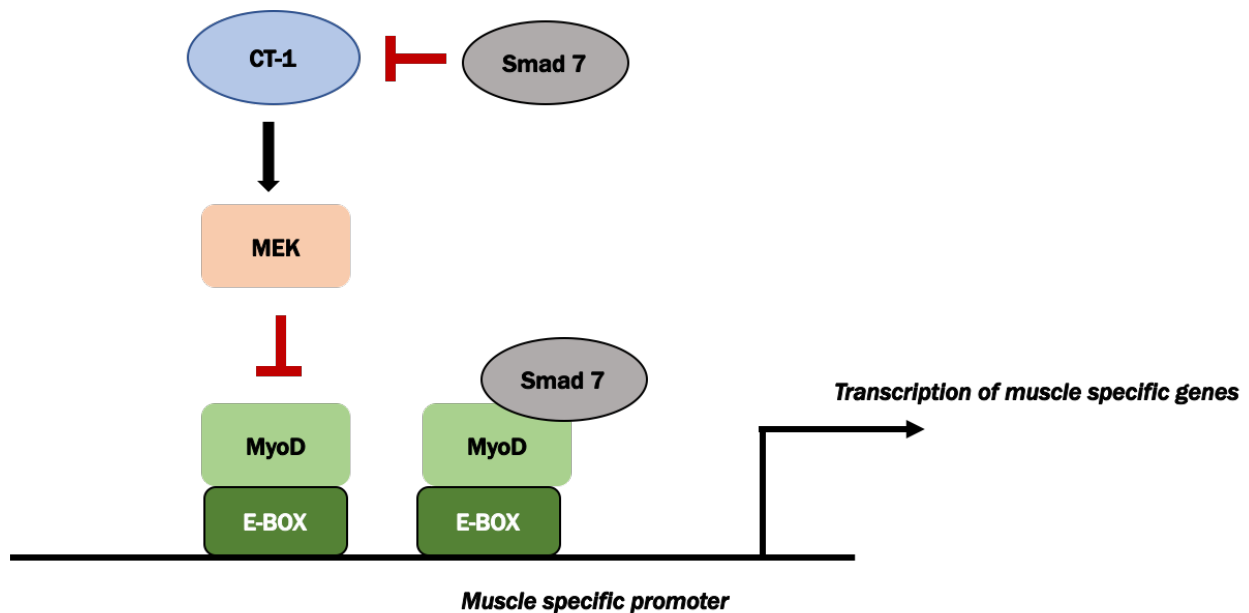 CT-1
Smad 7
MEK
Smad 7
Transcription of muscle specific genes
MyoD
MyoD
E-BOX
E-BOX
Muscle specific promoter